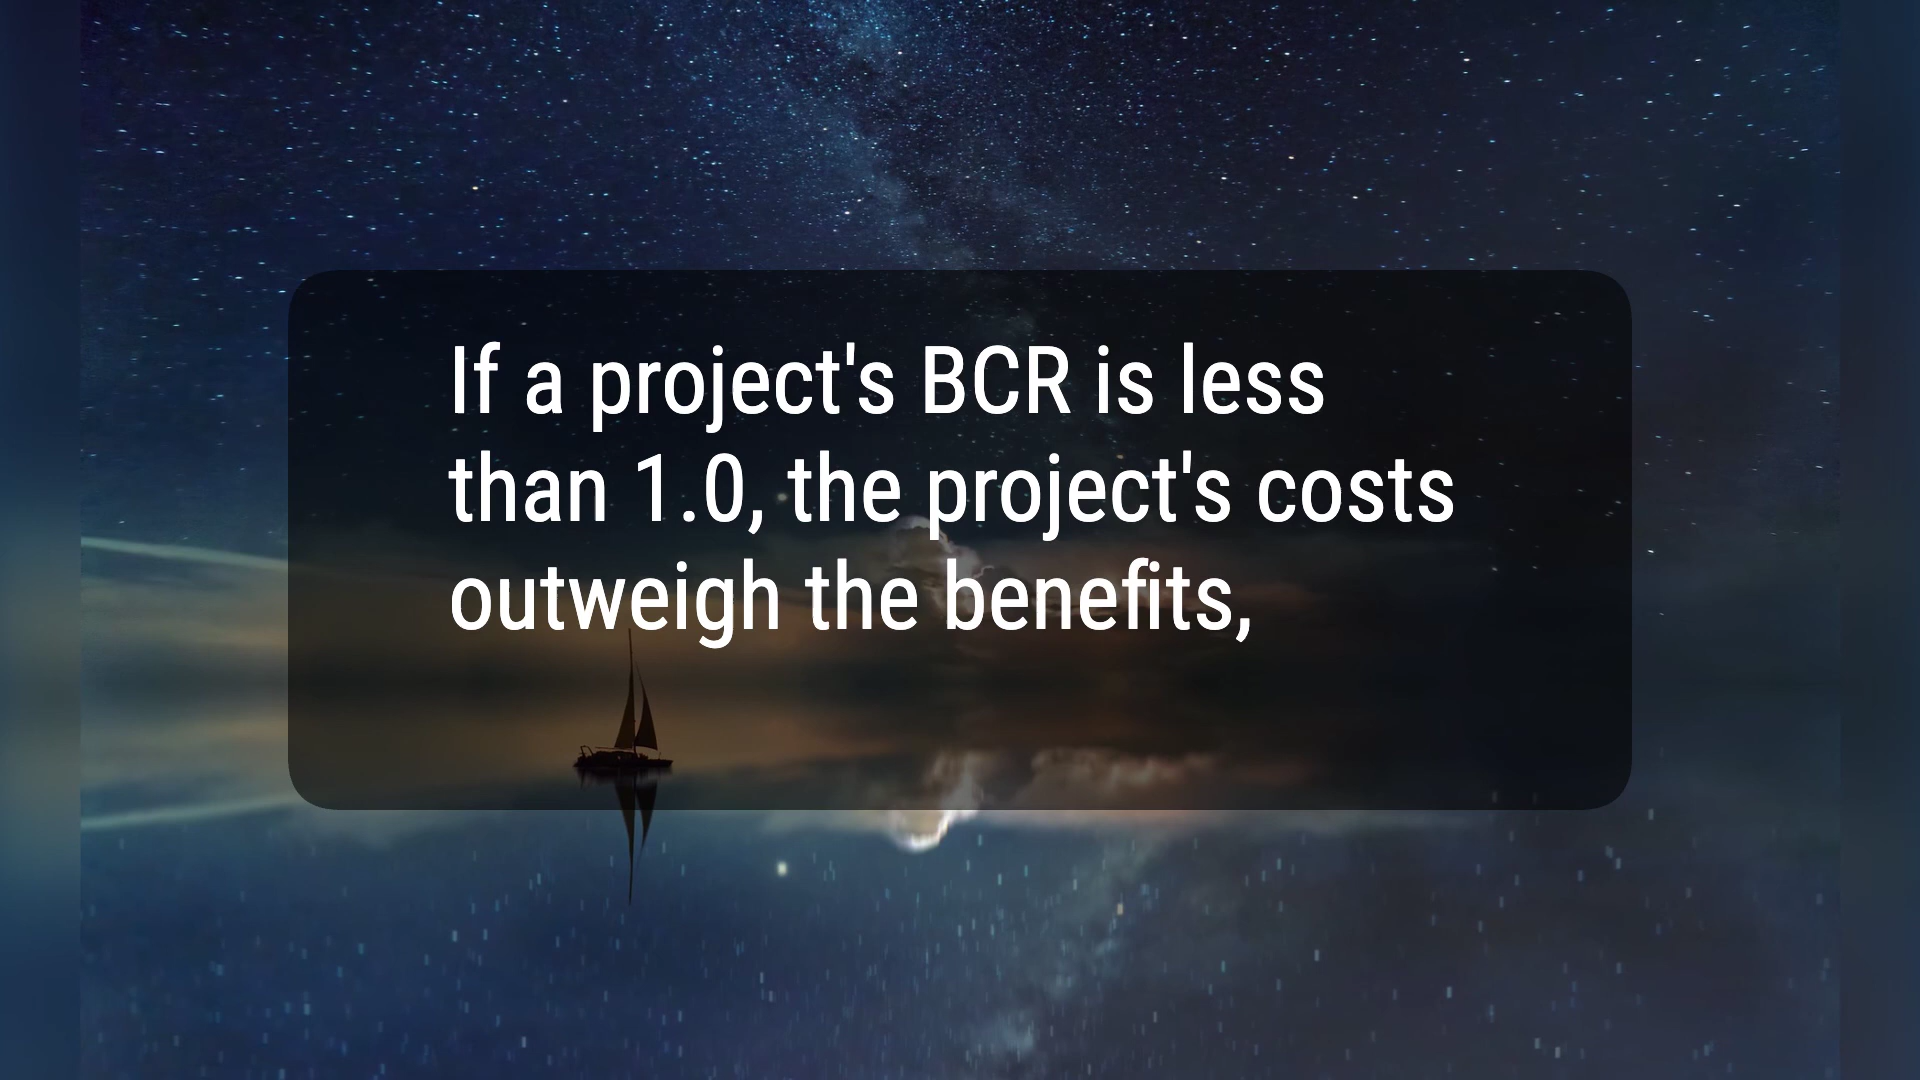 If a project's BCR is less
than 1.0, the project's costs
outweigh the benefits,